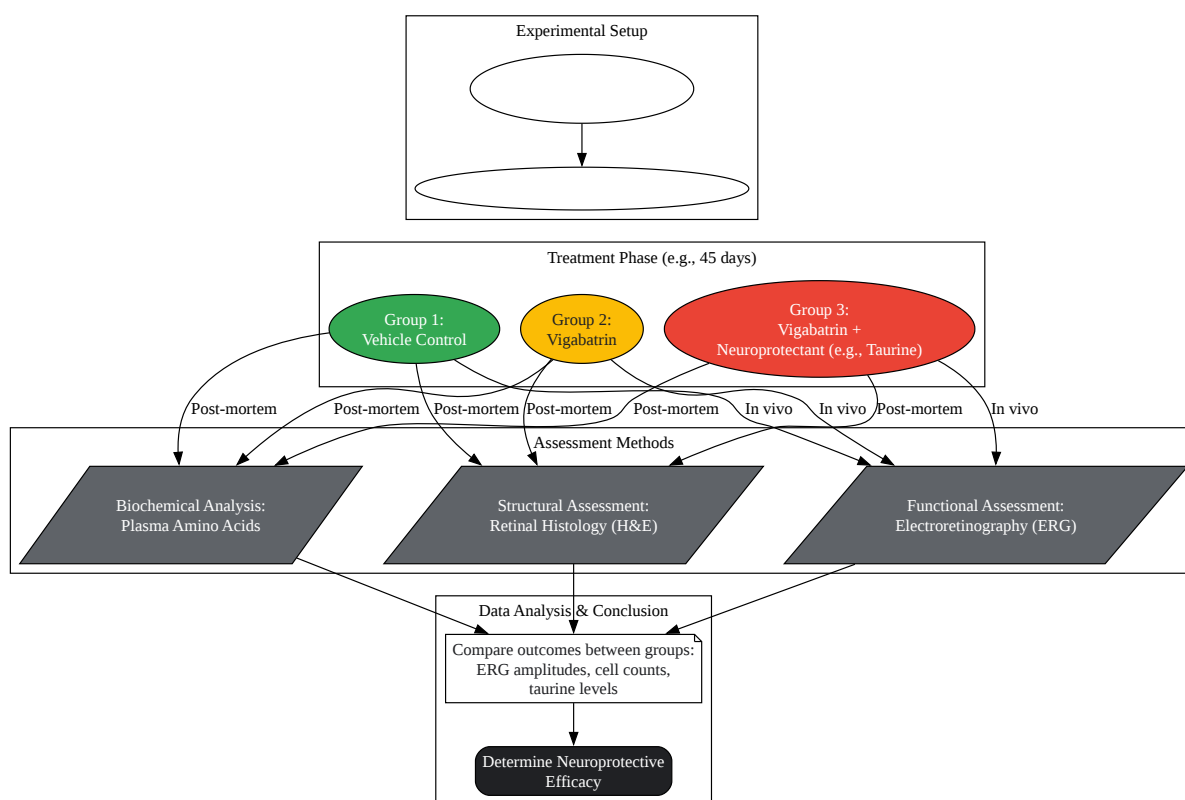 Experimental Setup
Treatment Phase (e.g., 45 days)
Group 1:
Vehicle Control
Group 2:
Vigabatrin
Group 3:
Vigabatrin +
Neuroprotectant (e.g., Taurine)
Post-mortem
Post-mortem
Post-mortem
Post-mortem
Post-mortem
In vivo
In vivo
Post-mortem
In vivo
Assessment Methods
Biochemical Analysis:
Plasma Amino Acids
Structural Assessment:
Retinal Histology (H&E)
Functional Assessment:
Electroretinography (ERG)
Data Analysis & Conclusion
Compare outcomes between groups:
ERG amplitudes, cell counts,
taurine levels
Determine Neuroprotective
Efficacy